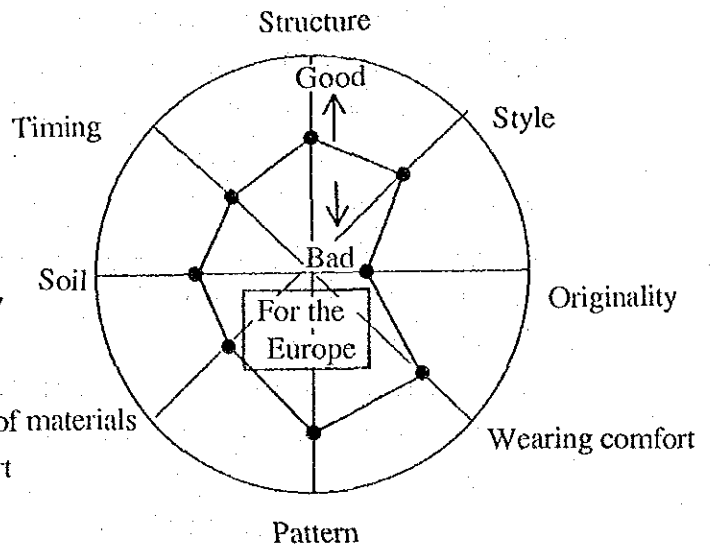 Structure
Good
Timing
Style
Bad
Soil
Originality
For the
Europe
of materials
Wearing comfort
Pattern